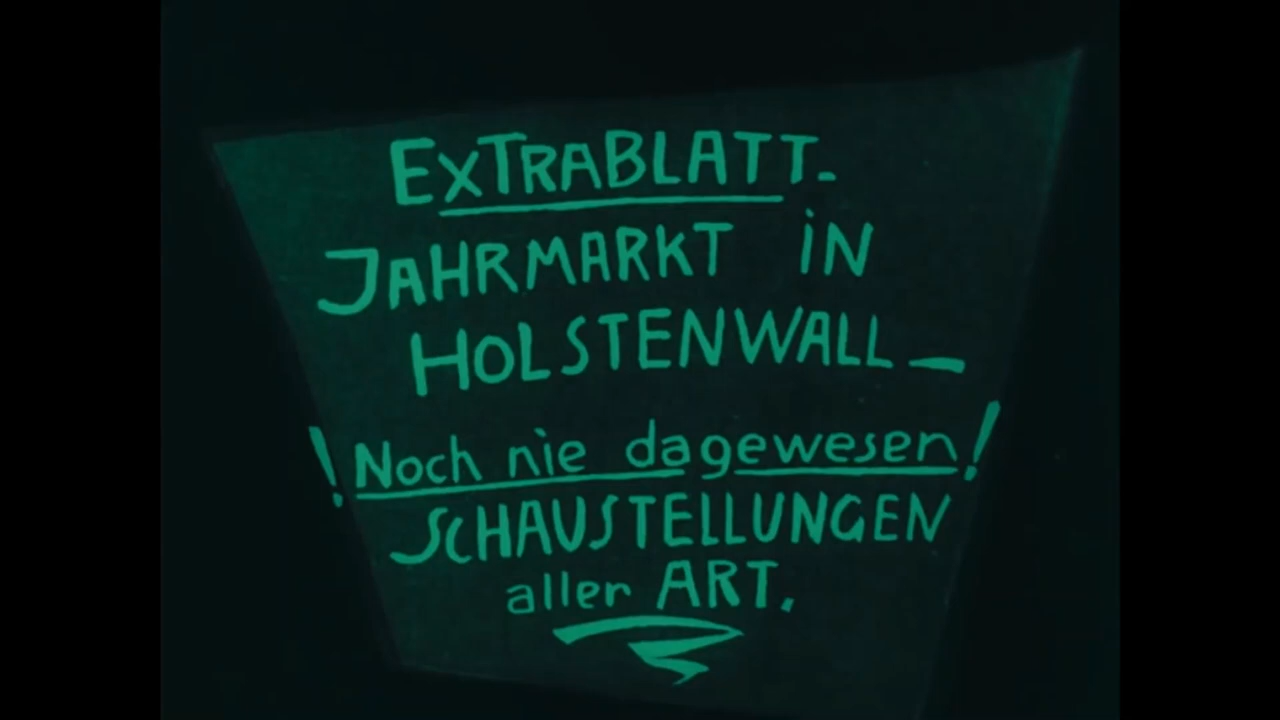 EXTRABLATT-
JAHRMARKT iN
HOLSTENWALL —
! Noch nie dagewesen !
SCHAUSTELLUNGEN
aller ART.